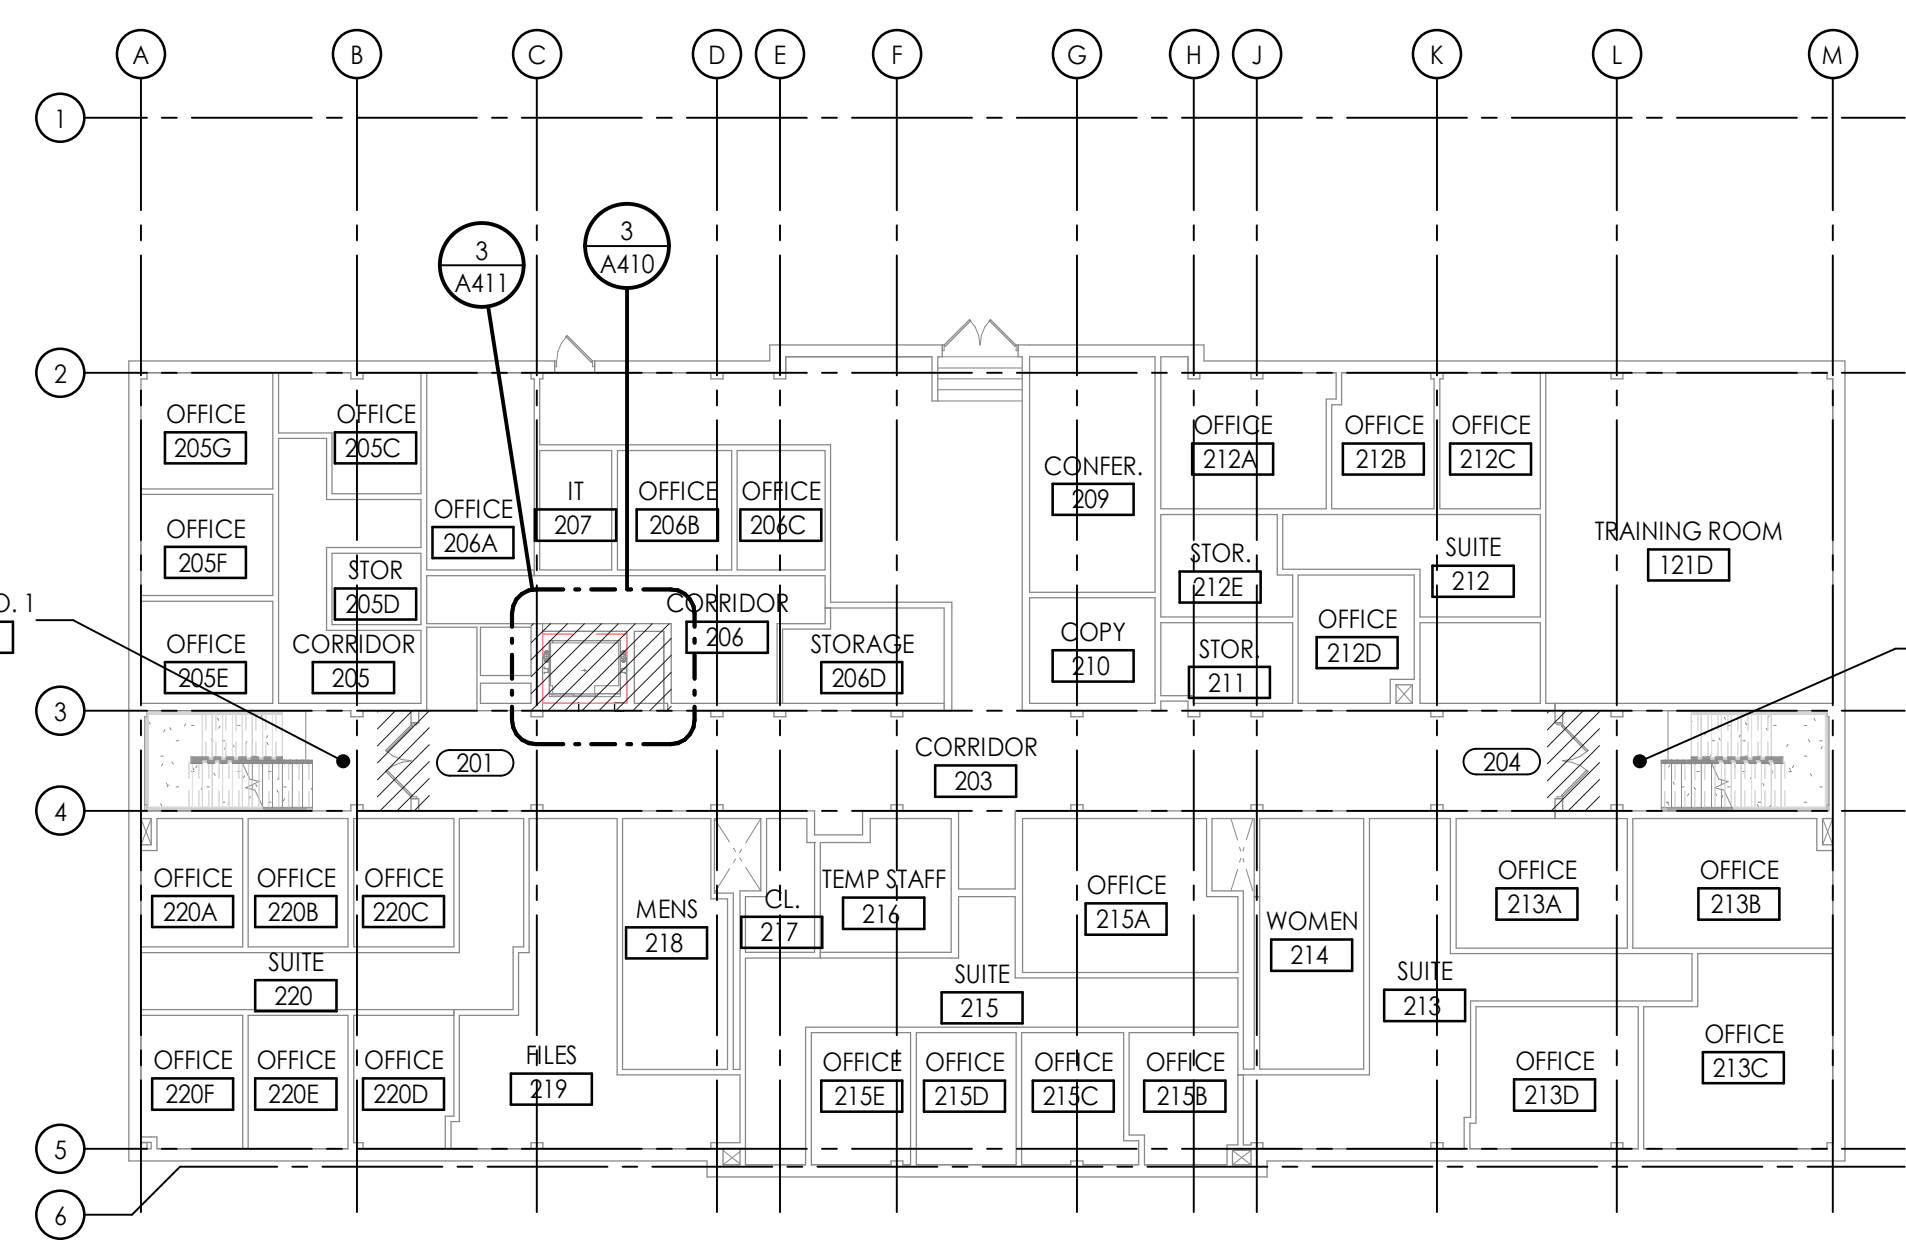 A B C D E F G H J K L M
1
3
A411
3
A410
2
OFFICE
205G
OFFICE
205C
OFFICE
206A
IT
207
OFFICE
206B
OFFICE
206C
CONFER.
209
OFFICE
212A
OFFICE
212B
OFFICE
212C
OFFICE
205F
STOR
205D
TRAINING ROOM
121D
STOR.
212E
SUITE
212
O. 1
OFFICE
205E
CORRIDOR
205
CORRIDOR
206
STORAGE
206D
COPY
210
STOR.
211
OFFICE
212D
3
201
CORRIDOR
203
204
4
OFFICE
220A
OFFICE
220B
OFFICE
220C
MENS
218
CL.
217
TEMP STAFF
216
OFFICE
215A
WOMEN
214
OFFICE
213A
OFFICE
213B
SUITE
220
SUITE
215
SUITE
213
OFFICE
220F
OFFICE
220E
OFFICE
220D
FILES
219
OFFICE
215E
OFFICE
215D
OFFICE
215C
OFFICE
215B
OFFICE
213D
OFFICE
213C
5
6